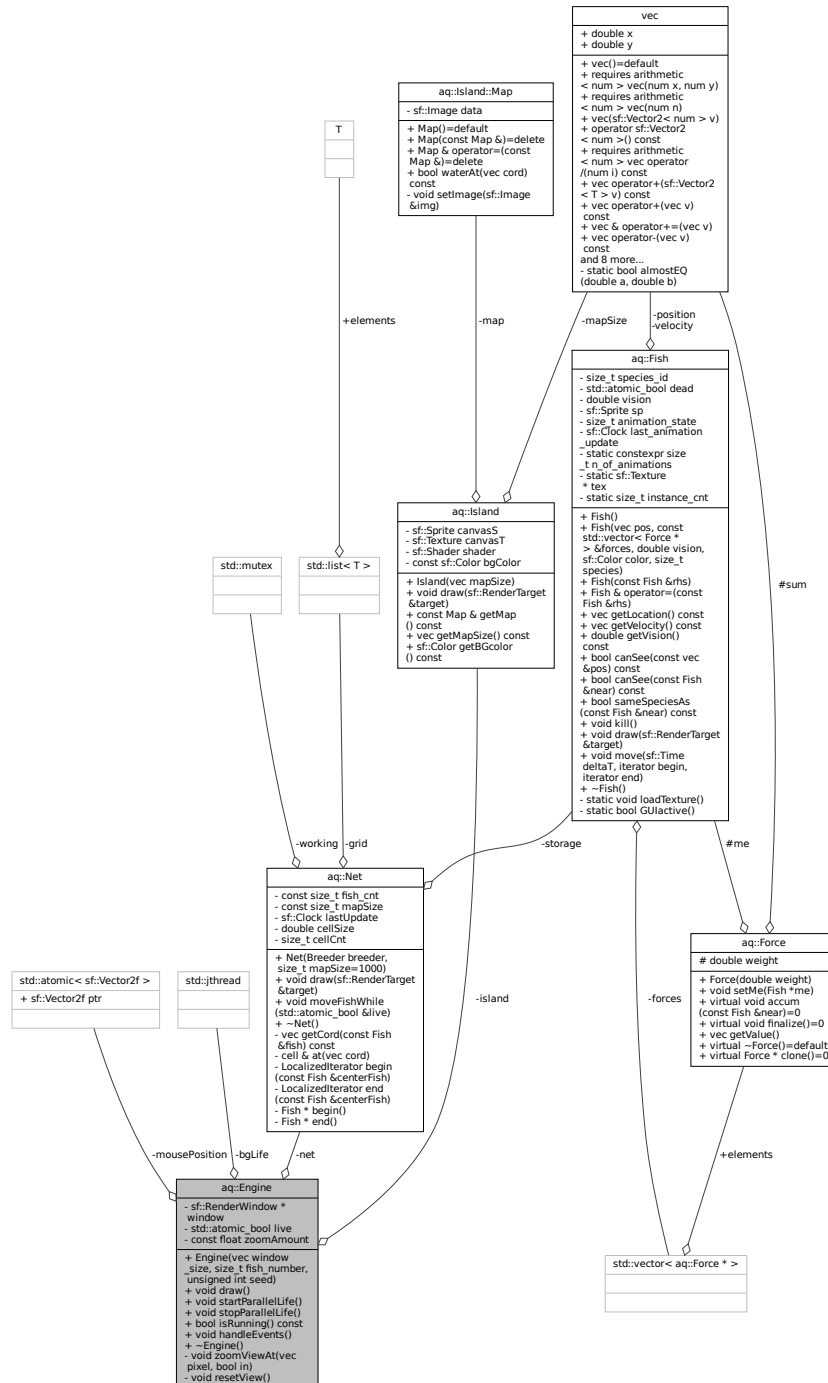 vec
+ double x
+ double y
+ vec()=default
+ requires arithmetic
< num > vec(num x, num y)
+ requires arithmetic
< num > vec(num n)
+ vec(sf::Vector2< num > v)
+ operator sf::Vector2
< num >() const
+ requires arithmetic
< num > vec operator
/(num i) const
+ vec operator+(sf::Vector2
< T > v) const
+ vec operator+(vec v)
const
+ vec & operator+=(vec v)
+ vec operator-(vec v)
const
and 8 more...
- static bool almostEQ
(double a, double b)
aq::Island::Map
- sf::Image data
+ Map()=default
+ Map(const Map &)=delete
+ Map & operator=(const
Map &)=delete
+ bool waterAt(vec cord)
const
- void setImage(sf::Image
&img)
T
+elements
-map
-mapSize
-position
-velocity
#sum
aq::Fish
- size_t species_id
- std::atomic_bool dead
- double vision
- sf::Sprite sp
- size_t animation_state
- sf::Clock last_animation
_update
- static constexpr size
_t n_of_animations
- static sf::Texture
* tex
- static size_t instance_cnt
+ Fish()
+ Fish(vec pos, const
std::vector< Force *
> &forces, double vision,
sf::Color color, size_t
species)
+ Fish(const Fish &rhs)
+ Fish & operator=(const
Fish &rhs)
+ vec getLocation() const
+ vec getVelocity() const
+ double getVision()
const
+ bool canSee(const vec
&pos) const
+ bool canSee(const Fish
&near) const
+ bool sameSpeciesAs
(const Fish &near) const
+ void kill()
+ void draw(sf::RenderTarget
&target)
+ void move(sf::Time
deltaT, iterator begin,
iterator end)
+ ~Fish()
- static void loadTexture()
- static bool GUIactive()
aq::Island
- sf::Sprite canvasS
- sf::Texture canvasT
- sf::Shader shader
- const sf::Color bgColor
+ Island(vec mapSize)
+ void draw(sf::RenderTarget
&target)
+ const Map & getMap
() const
+ vec getMapSize() const
+ sf::Color getBGcolor
() const
std::mutex
std::list< T >
-working
-grid
-storage
#me
aq::Net
- const size_t fish_cnt
- const size_t mapSize
- sf::Clock lastUpdate
- double cellSize
- size_t cellCnt
+ Net(Breeder breeder,
size_t mapSize=1000)
+ void draw(sf::RenderTarget
&target)
+ void moveFishWhile
(std::atomic_bool &live)
+ ~Net()
- vec getCord(const Fish
&fish) const
- cell & at(vec cord)
- LocalizedIterator begin
(const Fish &centerFish)
- LocalizedIterator end
(const Fish &centerFish)
- Fish * begin()
- Fish * end()
aq::Force
# double weight
+ Force(double weight)
+ void setMe(Fish *me)
+ virtual void accum
(const Fish &near)=0
+ virtual void finalize()=0
+ vec getValue()
+ virtual ~Force()=default
+ virtual Force * clone()=0
std::atomic< sf::Vector2f >
+ sf::Vector2f ptr
std::jthread
-island
-forces
-mousePosition
-bgLife
-net
+elements
aq::Engine
- sf::RenderWindow *
window
- std::atomic_bool live
- const float zoomAmount
+ Engine(vec window
_size, size_t fish_number,
unsigned int seed)
+ void draw()
+ void startParallelLife()
+ void stopParallelLife()
+ bool isRunning() const
+ void handleEvents()
+ ~Engine()
- void zoomViewAt(vec
pixel, bool in)
- void resetView()
std::vector< aq::Force * >